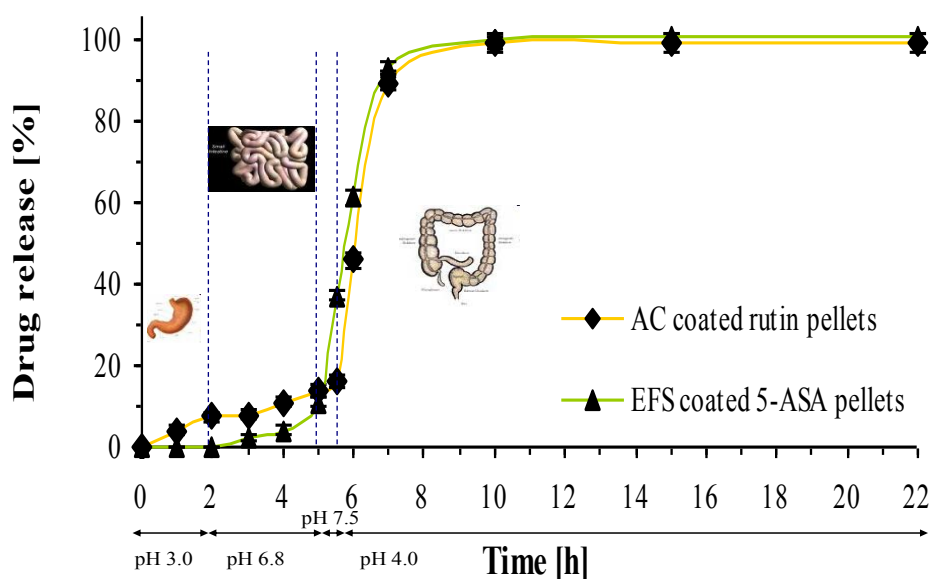 Drug release [%]
100
80
60
40
20
0
Small
Intestine
AC coated rutin pellets
EFS coated 5-ASA pellets
0 2 4 6 8 10 12 14 16 18 20 22
pH 7.5
pH 3.0 pH 6.8 pH 4.0 Time [h]